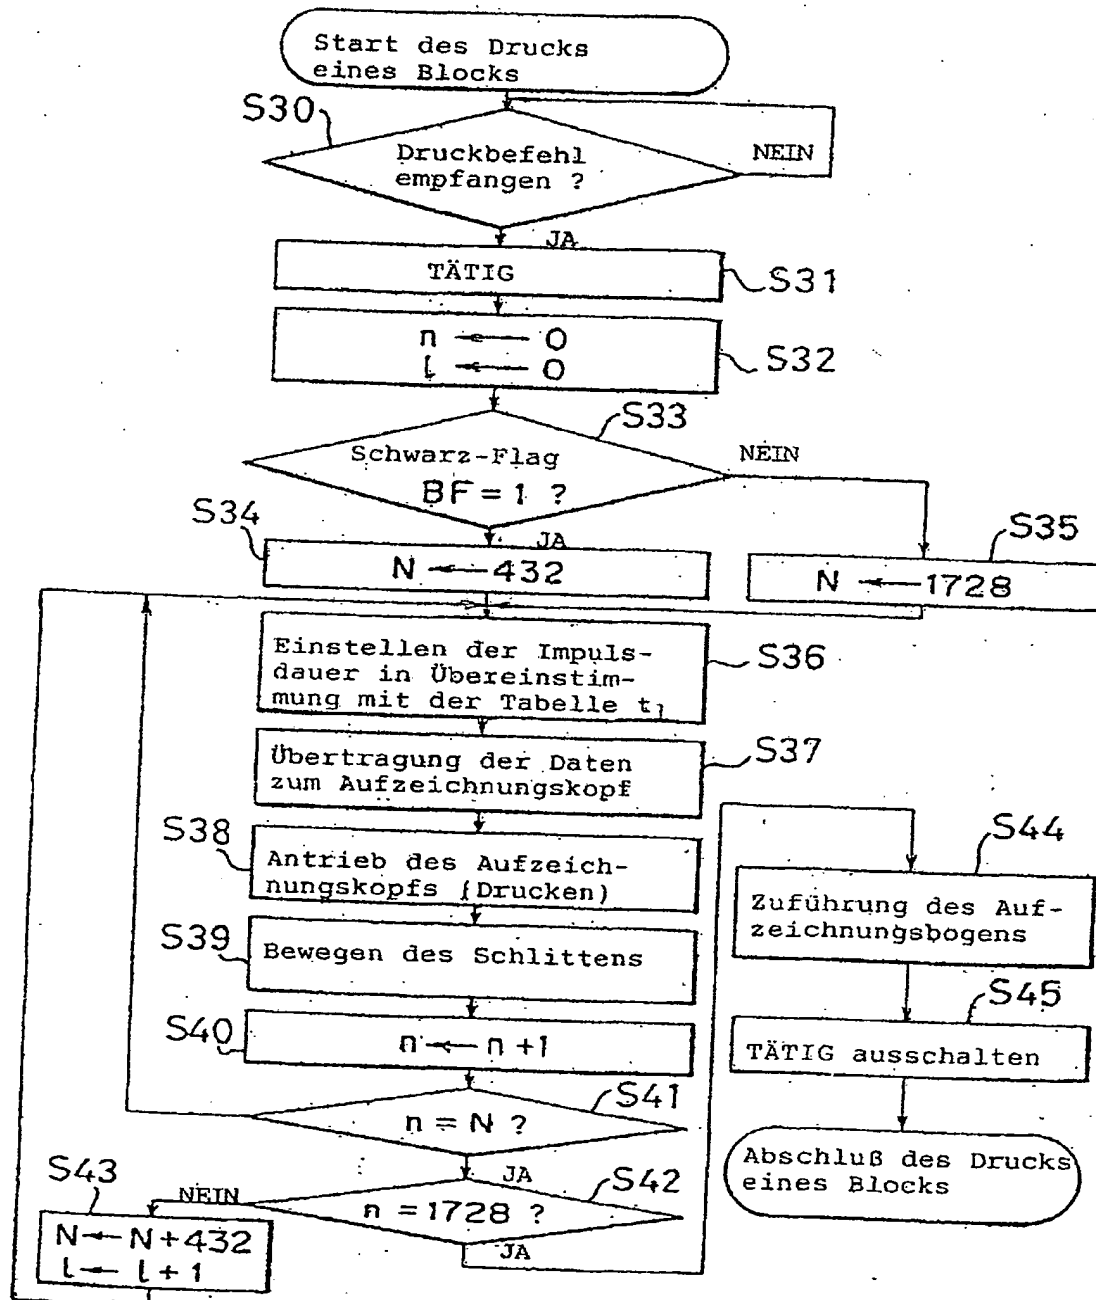 Start des Drucks
eines Blocks
S30
Druckbefehl
empfangen ?
NEIN
JA
TÄTIG
S31
n ← 0
l ← 0
S32
S33
Schwarz-Flag
BF = 1 ?
NEIN
S34
JA
N ← 432
S35
N ← 1728
Einstellen der Impuls-
dauer in Übereinstim-
mung mit der Tabelle t₁
S36
Übertragung der Daten
zum Aufzeichnungskopf
S37
S38
Antrieb des Aufzeich-
nungskopfs (Drucken)
S39
Bewegen des Schlittens
S40
n ← n+1
S41
n = N ?
JA
S42
n = 1728 ?
NEIN
JA
S43
N ← N+432
l ← l+1
S44
Zuführung des Auf-
zeichnungsbogens
S45
TÄTIG ausschalten
Abschluß des Drucks
eines Blocks